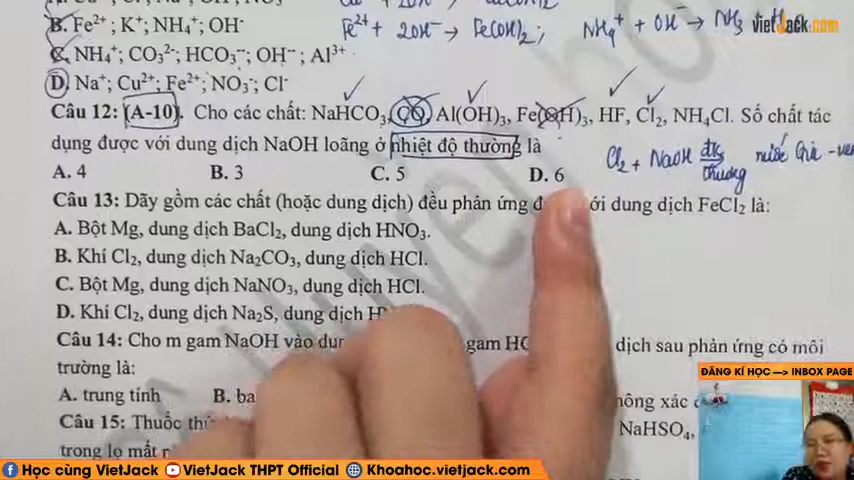 B. Fe²⁺; K⁺; NH₄⁺; OH⁻
Fe²⁺ + 2OH⁻ → Fe(OH)₂; NH₄⁺ + OH⁻ → NH₃ +
vietJack.com
C. NH₄⁺; CO₃²⁻; HCO₃⁻; OH⁻; Al³⁺
D. Na⁺; Cu²⁺; Fe²⁺; NO₃⁻; Cl⁻
Câu 12: (A-10). Cho các chất: NaHCO₃, CO, Al(OH)₃, Fe(OH)₃, HF, Cl₂, NH₄Cl. Số chất tác
dụng được với dung dịch NaOH loãng ở nhiệt độ thường là
Cl₂ + NaOH đk thường nước Gia - ven
A. 4 B. 3 C. 5 D. 6
Câu 13: Dãy gồm các chất (hoặc dung dịch) đều phản ứng ới dung dịch FeCl₂ là:
A. Bột Mg, dung dịch BaCl₂, dung dịch HNO₃.
B. Khí Cl₂, dung dịch Na₂CO₃, dung dịch HCl.
C. Bột Mg, dung dịch NaNO₃, dung dịch HCl.
D. Khí Cl₂, dung dịch Na₂S, dung dịch
Câu 14: Cho m gam NaOH vào gam dịch sau phản ứng có môi
trường là:
ĐĂNG KÍ HỌC —> INBOX PAGE
A. trung tính B.
Câu 15: Thuốc NaHSO₄,
trong lọ mất
Học cùng VietJack VietJack THPT Official Khoahoc.vietjack.com